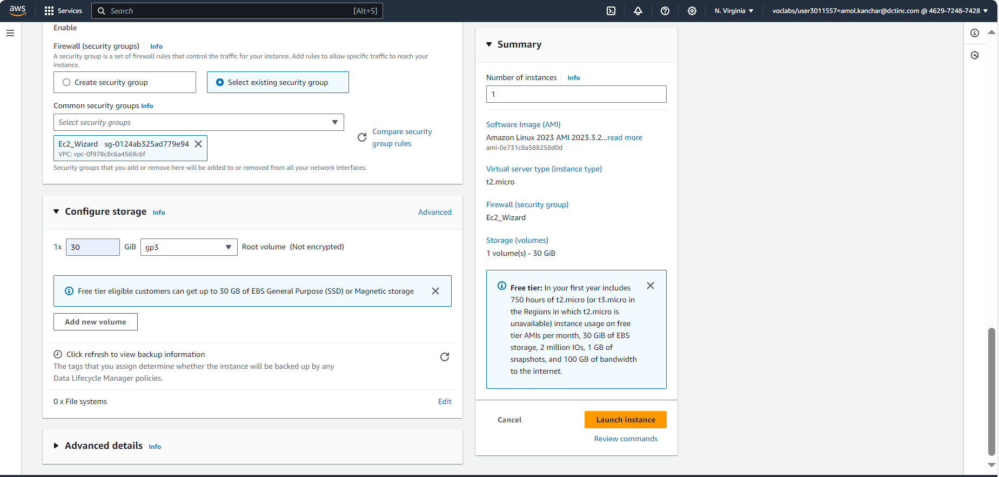 aws
Services
Search
[Alt+S]
N. Virginia
voclabs/user3011557=amol.kanchar@dctinc.com @ 4629-7248-7428
Enable
Firewall (security groups) Info
A security group is a set of firewall rules that control the traffic for your instance. Add rules to allow specific traffic to reach your
instance.
Create security group
Select existing security group
Common security groups Info
Select security groups
Ec2_Wizard sg-0124ab325ad779e94
VPC: vpc-0f978c8c6a4569c6f
Compare security
group rules
Security groups that you add or remove here will be added to or removed from all your network interfaces.
Configure storage Info
Advanced
1x 30 GiB gp3 Root volume (Not encrypted)
Free tier eligible customers can get up to 30 GB of EBS General Purpose (SSD) or Magnetic storage
Add new volume
Click refresh to view backup information
The tags that you assign determine whether the instance will be backed up by any
Data Lifecycle Manager policies.
0 x File systems
Edit
Advanced details Info
Summary
Number of instances Info
1
Software Image (AMI)
Amazon Linux 2023 AMI 2023.3.2...read more
ami-0e731c8a588258d0d
Virtual server type (instance type)
t2.micro
Firewall (security group)
Ec2_Wizard
Storage (volumes)
1 volume(s) - 30 GiB
Free tier: In your first year includes
750 hours of t2.micro (or t3.micro in
the Regions in which t2.micro is
unavailable) instance usage on free
tier AMIs per month, 30 GiB of EBS
storage, 2 million IOs, 1 GB of
snapshots, and 100 GB of bandwidth
to the internet.
Cancel
Launch instance
Review commands